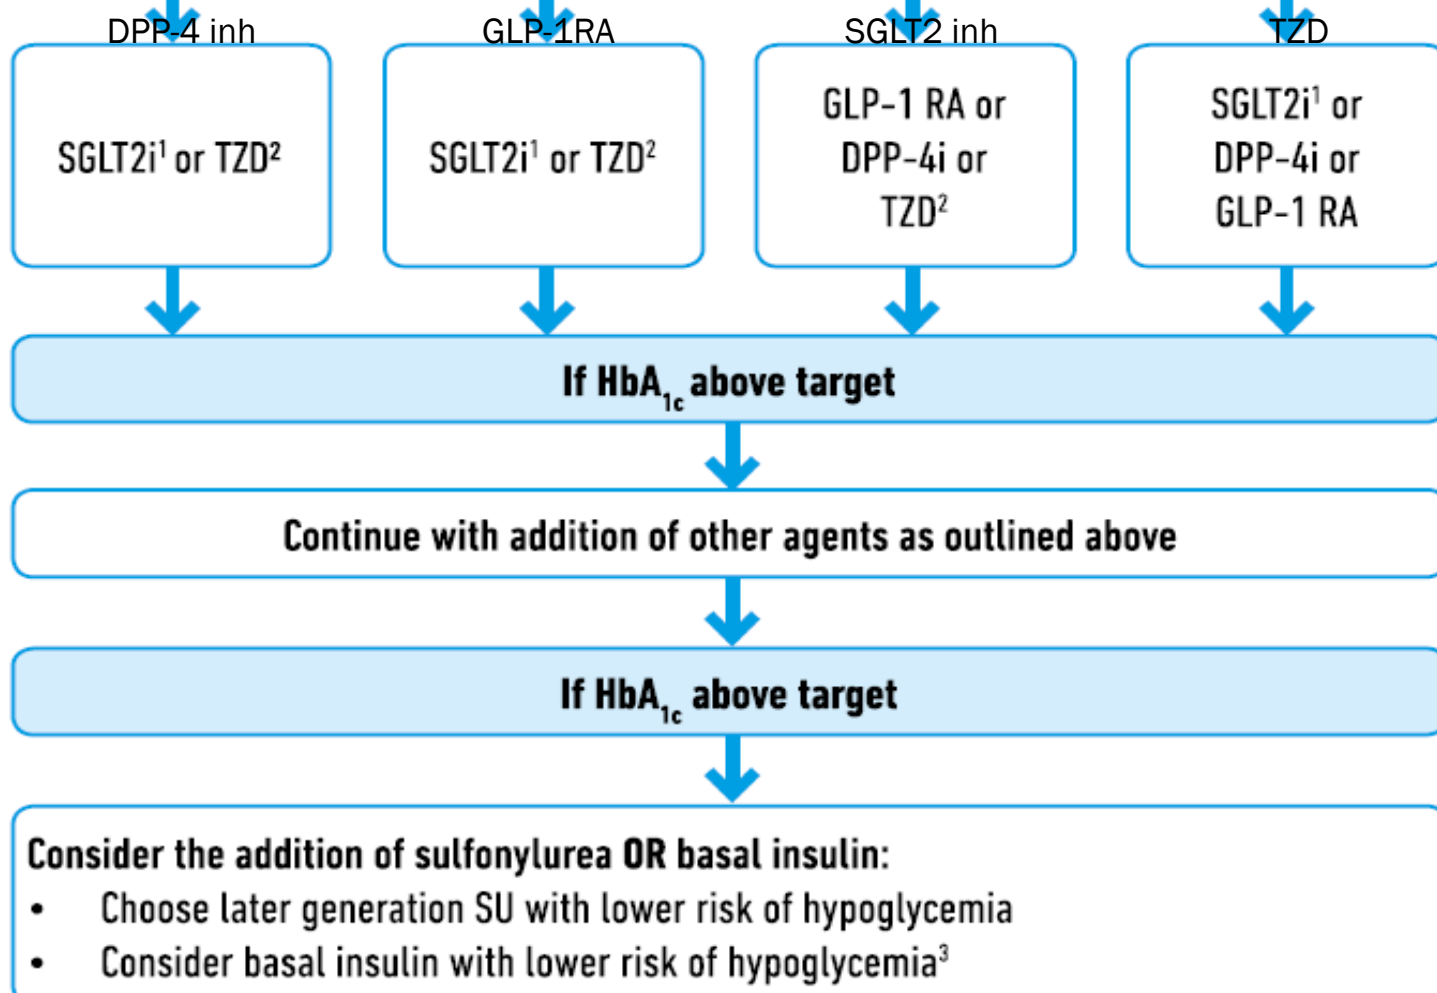 DPP-4 inh
GLP-1RA
SGLT2 inh
TZD
SGLT2i¹ or TZD²
SGLT2i¹ or TZD²
GLP-1 RA or
DPP-4i or
TZD²
SGLT2i¹ or
DPP-4i or
GLP-1 RA
If HbA₁c above target
Continue with addition of other agents as outlined above
If HbA₁c above target
Consider the addition of sulfonylurea OR basal insulin:
• Choose later generation SU with lower risk of hypoglycemia
• Consider basal insulin with lower risk of hypoglycemia³